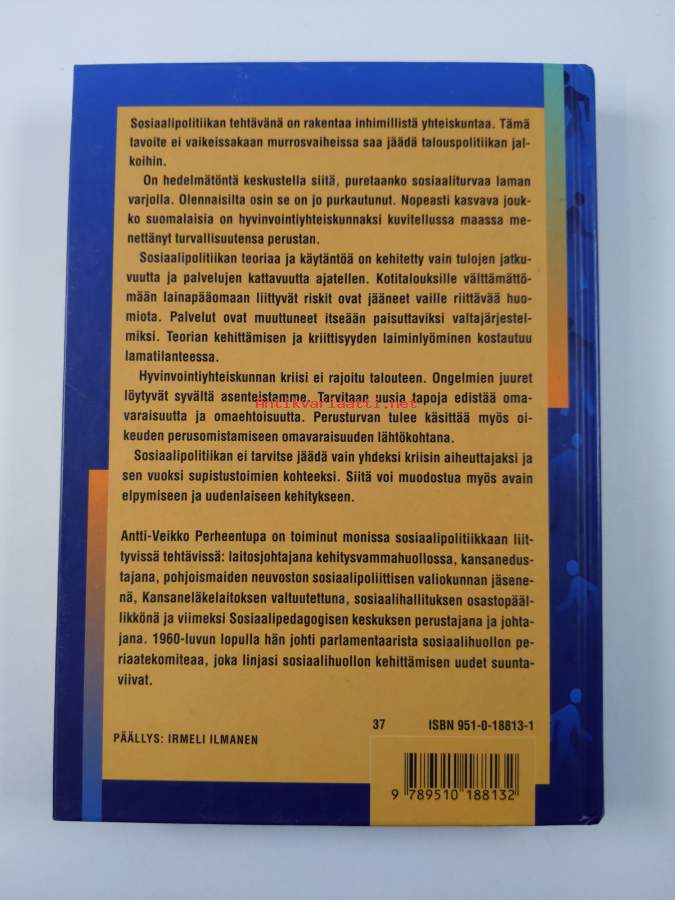 Sosiaalipolitiikan tehtävänä on rakentaa inhimillistä yhteiskuntaa. Tämä
tavoite ei vaikeissakaan murrosvaiheissa saa jäädä talouspolitiikan jal-
koihin.
On hedelmätöntä keskustella siitä, puretaanko sosiaaliturvaa laman
varjolla. Olennaisilta osin se on jo purkautunut. Nopeasti kasvava jouk-
ko suomalaisia on hyvinvointiyhteiskunnaksi kuvitellussa maassa me-
nettänyt turvallisuutensa perustan.
Sosiaalipolitiikan teoriaa ja käytäntöä on kehitetty vain tulojen jatku-
vuutta ja palvelujen kattavuutta ajatellen. Kotitalouksille välttämättö-
mään lainapääomaan liittyvät riskit ovat jääneet vaille riittävää huo-
miota. Palvelut ovat muuttuneet itseään paisuttaviksi valtajärjestel-
miksi. Teorian kehittämisen ja kriittisyyden laiminlyöminen kostautuu
lamatilanteessa.
Hyvinvointiyhteiskunnan kriisi ei rajoitu talouteen. Ongelmien juuret
löytyvät syvältä asenteistamme. Tarvitaan uusia tapoja edistää oma-
Antikvariaatti.net
varaisuutta ja omaehtoisuutta. Perusturvan tulee käsittää myös oi-
keuden perusomistamiseen omavaraisuuden lähtökohtana.
Sosiaalipolitiikan ei tarvitse jäädä vain yhdeksi kriisin aiheuttajaksi ja
sen vuoksi supistustoimien kohteeksi. Siitä voi muodostua myös avain
elpymiseen ja uudenlaiseen kehitykseen.
Antti-Veikko Perheentupa on toiminut monissa sosiaalipolitiikkaan liit-
tyvissä tehtävissä: laitosjohtajana kehitysvammahuollossa, kansanedus-
tajana, pohjoismaiden neuvoston sosiaalipoliittisen valiokunnan jäsene-
nä, Kansaneläkelaitoksen valtuutettuna, sosiaalihallituksen osastopääl-
likkönä ja viimeksi Sosiaalipedagogisen keskuksen perustajana ja johta-
jana. 1960-luvun lopulla hän johti parlamentaarista sosiaalihuollon pe-
riaatekomiteaa, joka linjasi sosiaalihuollon kehittämisen uudet suunta-
viivat.
37 ISBN 951-0-18813-1
PÄÄLLYS: IRMELI ILMANEN
9 789510 188132